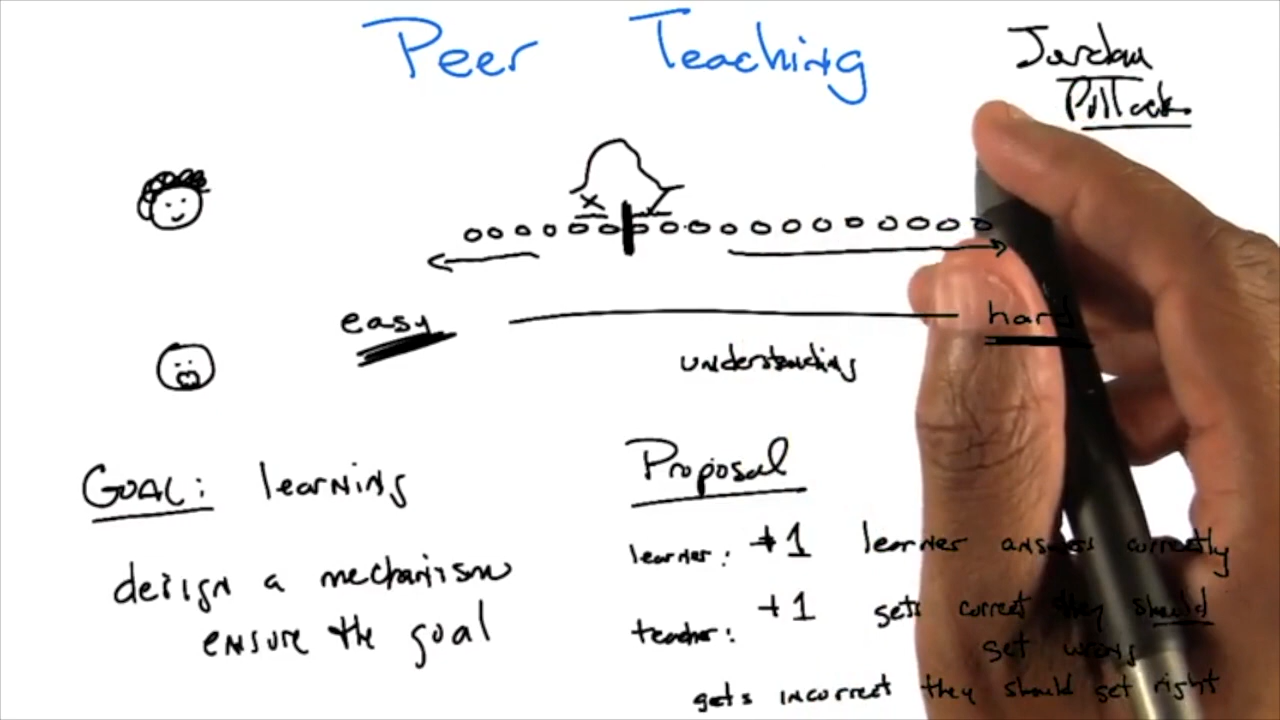 Peer Teaching
Jordan
Pollack
x
easy
hard
understanding
GOAL: learning
design a mechanism
ensure the goal
Proposal
learner: +1 learner answers correctly
teacher: +1 gets correct they should
get wrong
gets incorrect they should get right